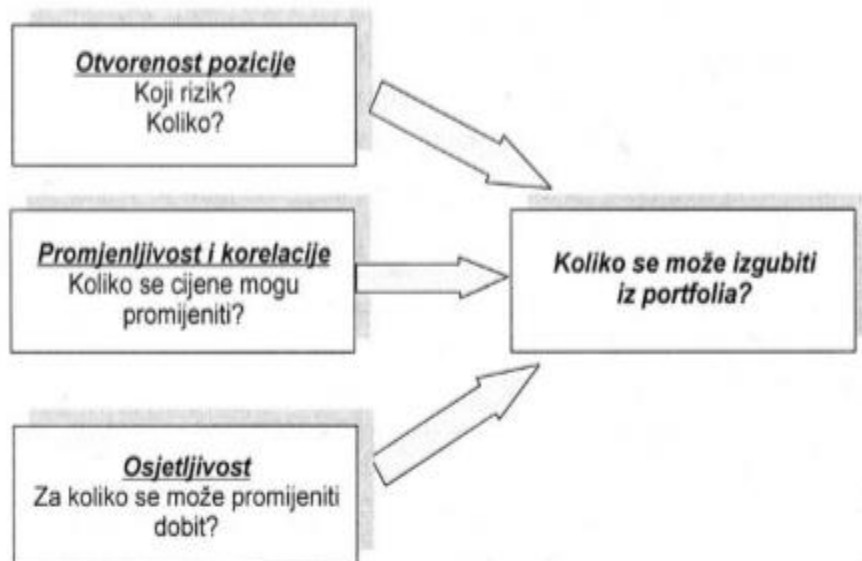 Otvorenost pozicije
Koji rizik?
Koliko?
Promjenljivost i korelacije
Koliko se cijene mogu
promijeniti?
Osjetljivost
Za koliko se može promijeniti
dobit?
Koliko se može izgubiti
iz portfolia?